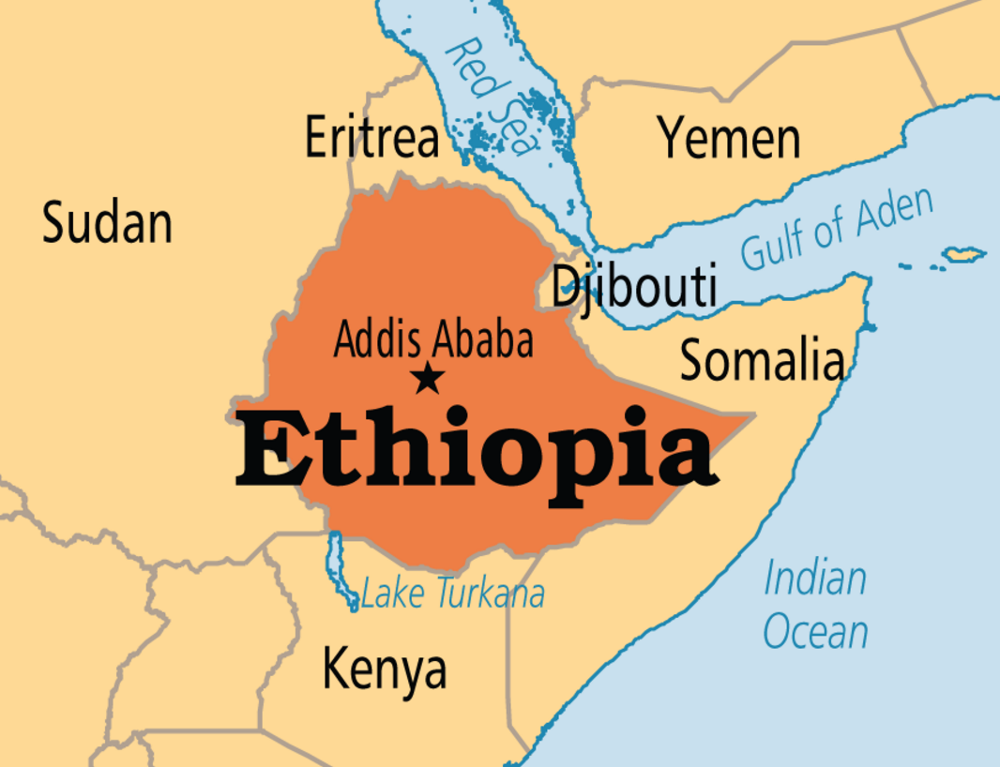 Red Sea
Eritrea
Yemen
Sudan
Gulf of Aden
Djibouti
Addis Ababa
Somalia
Ethiopia
Indian
Ocean
Lake Turkana
Kenya